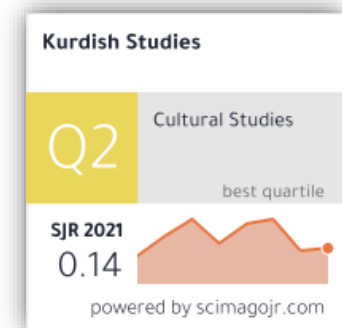 Kurdish Studies
Q2
Cultural Studies
best quartile
SJR 2021
0.14
powered by scimagojr.com